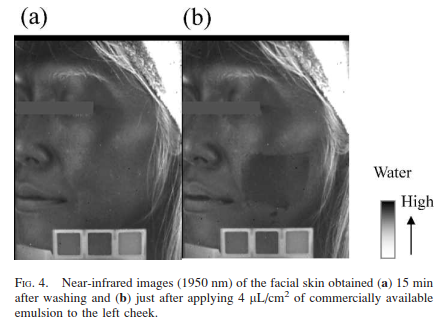 (a) (b)
Water
High
FIG. 4. Near-infrared images (1950 nm) of the facial skin obtained (a) 15 min
after washing and (b) just after applying 4 μL/cm² of commercially available
emulsion to the left cheek.